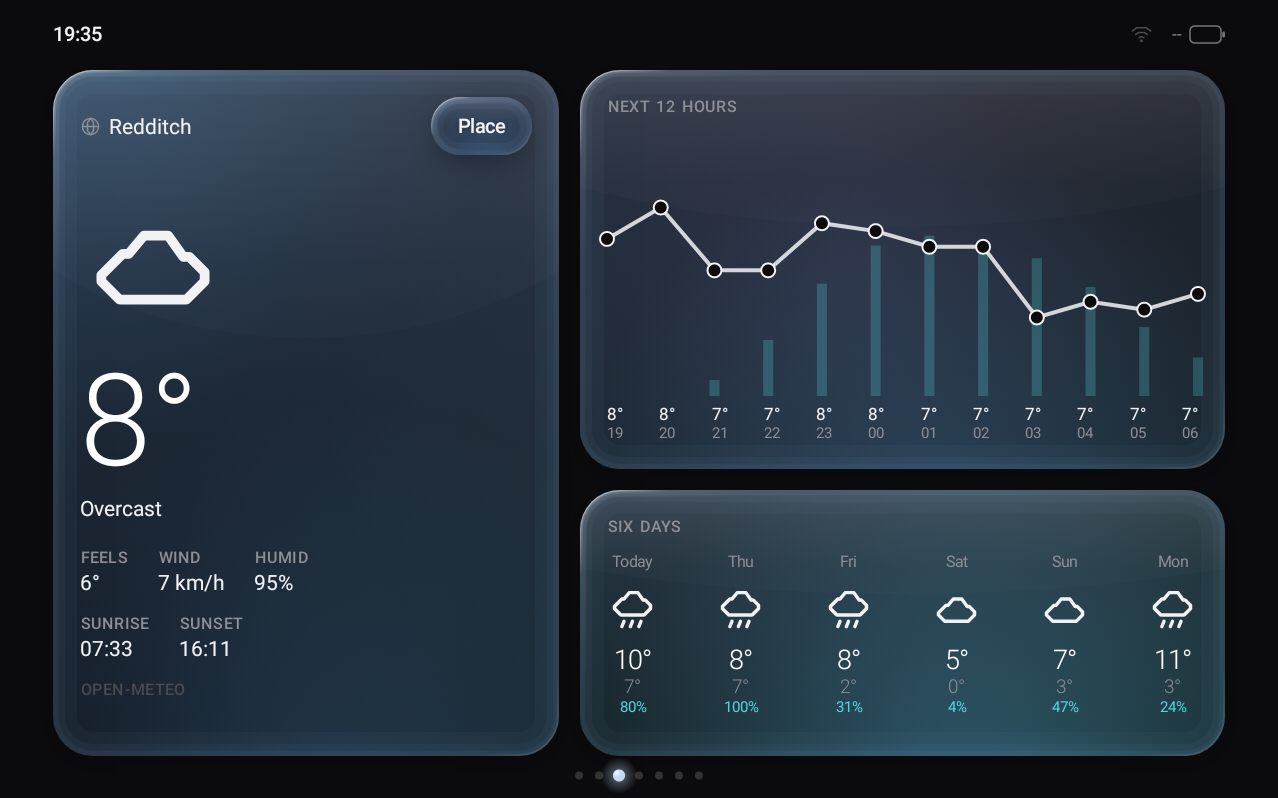 19:35
--
Redditch
Place
8°
Overcast
FEELS WIND HUMID
6° 7 km/h 95%
SUNRISE SUNSET
07:33 16:11
OPEN-METEO
NEXT 12 HOURS
8° 8° 7° 7° 8° 8° 7° 7° 7° 7° 7° 7°
19 20 21 22 23 00 01 02 03 04 05 06
SIX DAYS
Today Thu Fri Sat Sun Mon
10° 8° 8° 5° 7° 11°
7° 7° 2° 0° 3° 3°
80% 100% 31% 4% 47% 24%